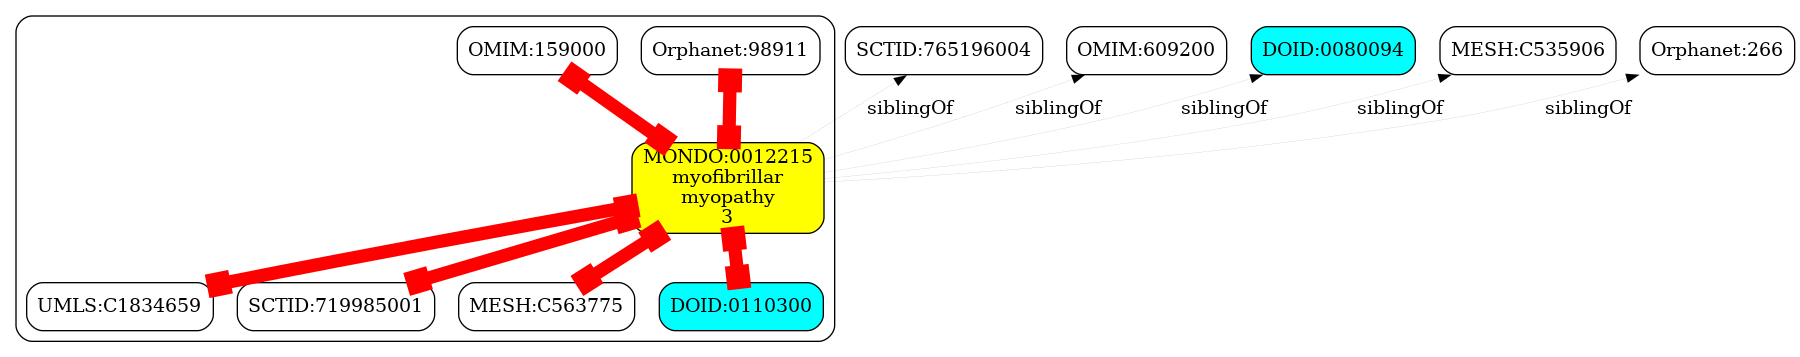 OMIM:159000
Orphanet:98911
SCTID:765196004
OMIM:609200
DOID:0080094
MESH:C535906
Orphanet:266
siblingOf
siblingOf
siblingOf
siblingOf
siblingOf
MONDO:0012215
myofibrillar
myopathy
3
UMLS:C1834659
SCTID:719985001
MESH:C563775
DOID:0110300